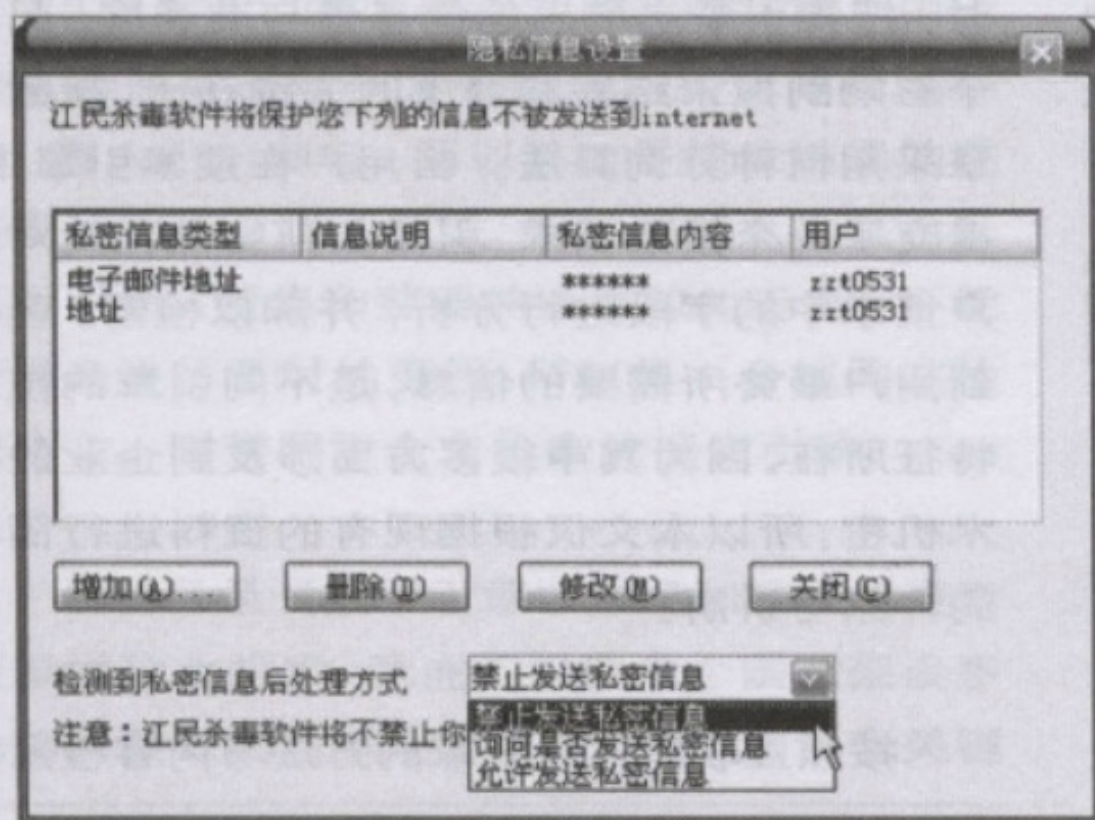 隐私信息设置
江民杀毒软件将保护您下列的信息不被发送到internet
私密信息类型 信息说明 私密信息内容 用户
电子邮件地址 ****** zzt0531
地址 ****** zzt0531
增加(A)... 删除(D) 修改(M) 关闭(C)
检测到私密信息后处理方式 禁止发送私密信息
禁止发送私密信息
注意：江民杀毒软件将不禁止你
询问是否发送私密信息
允许发送私密信息